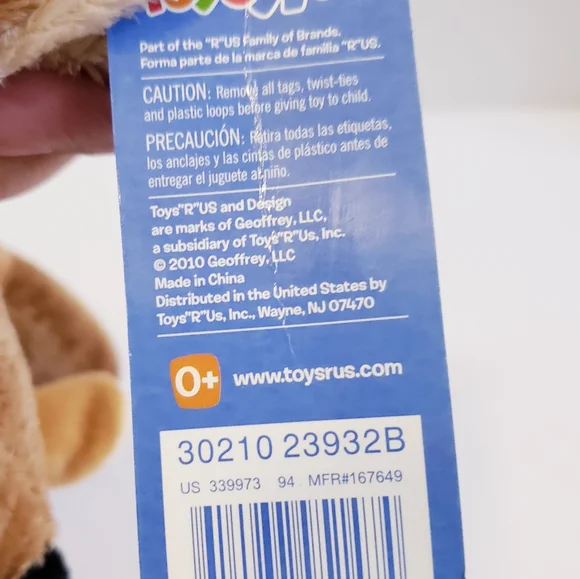 Part of the "R"US Family of Brands.
Forma parte de la marca de familia "R"US.
CAUTION: Remove all tags, twist-ties
and plastic loops before giving toy to child.
PRECAUCIÓN: Retira todas las etiquetas,
los anclajes y las cintas de plástico antes de
entregar el juguete al niño.
Toys"R"US and Design
are marks of Geoffrey, LLC,
a subsidiary of Toys"R"Us, Inc.
© 2010 Geoffrey, LLC
Made in China
Distributed in the United States by
Toys"R"Us, Inc., Wayne, NJ 07470
0+ www.toysrus.com
30210 23932B
US 339973 94 MFR#167649